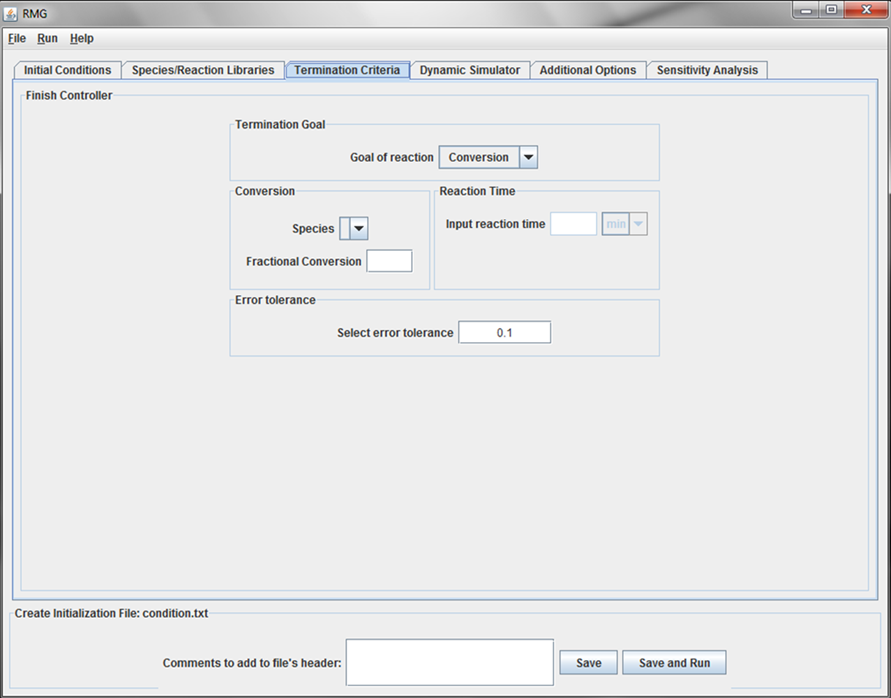 RMG
File Run Help
Initial Conditions Species/Reaction Libraries Termination Criteria Dynamic Simulator Additional Options Sensitivity Analysis
Finish Controller
Termination Goal
Goal of reaction Conversion
Conversion Reaction Time
Species Input reaction time min
Fractional Conversion
Error tolerance
Select error tolerance 0.1
Create Initialization File: condition.txt
Comments to add to file's header: Save Save and Run